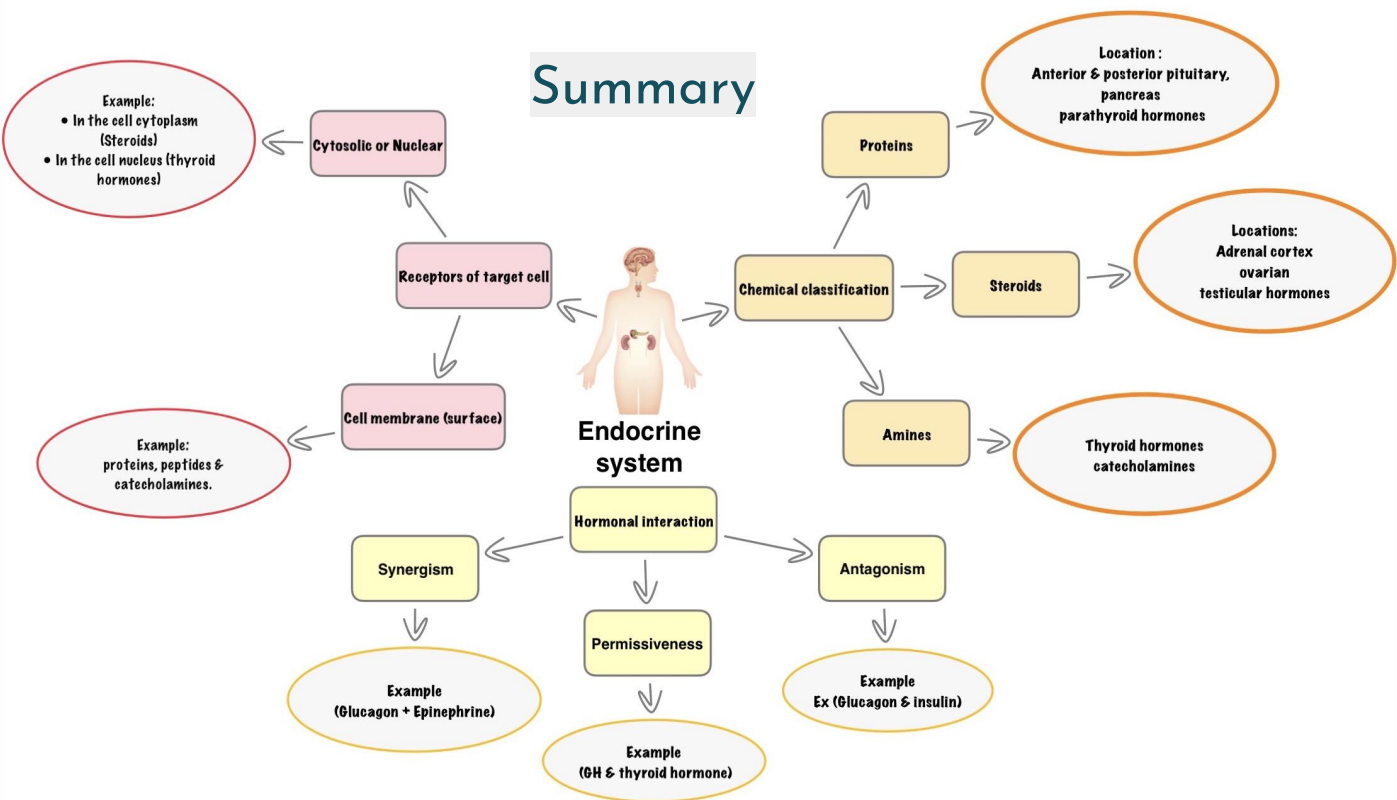 Summary
Example:
• In the cell cytoplasm
(Steroids)
• In the cell nucleus (thyroid
hormones)
Cytosolic or Nuclear
Receptors of target cell
Cell membrane (surface)
Example:
proteins, peptides &
catecholamines.
Endocrine
system
Chemical classification
Proteins
Location :
Anterior & posterior pituitary,
pancreas
parathyroid hormones
Steroids
Locations:
Adrenal cortex
ovarian
testicular hormones
Amines
Thyroid hormones
catecholamines
Hormonal interaction
Synergism
Example
(Glucagon + Epinephrine)
Permissiveness
Example
(GH & thyroid hormone)
Antagonism
Example
Ex (Glucagon & insulin)